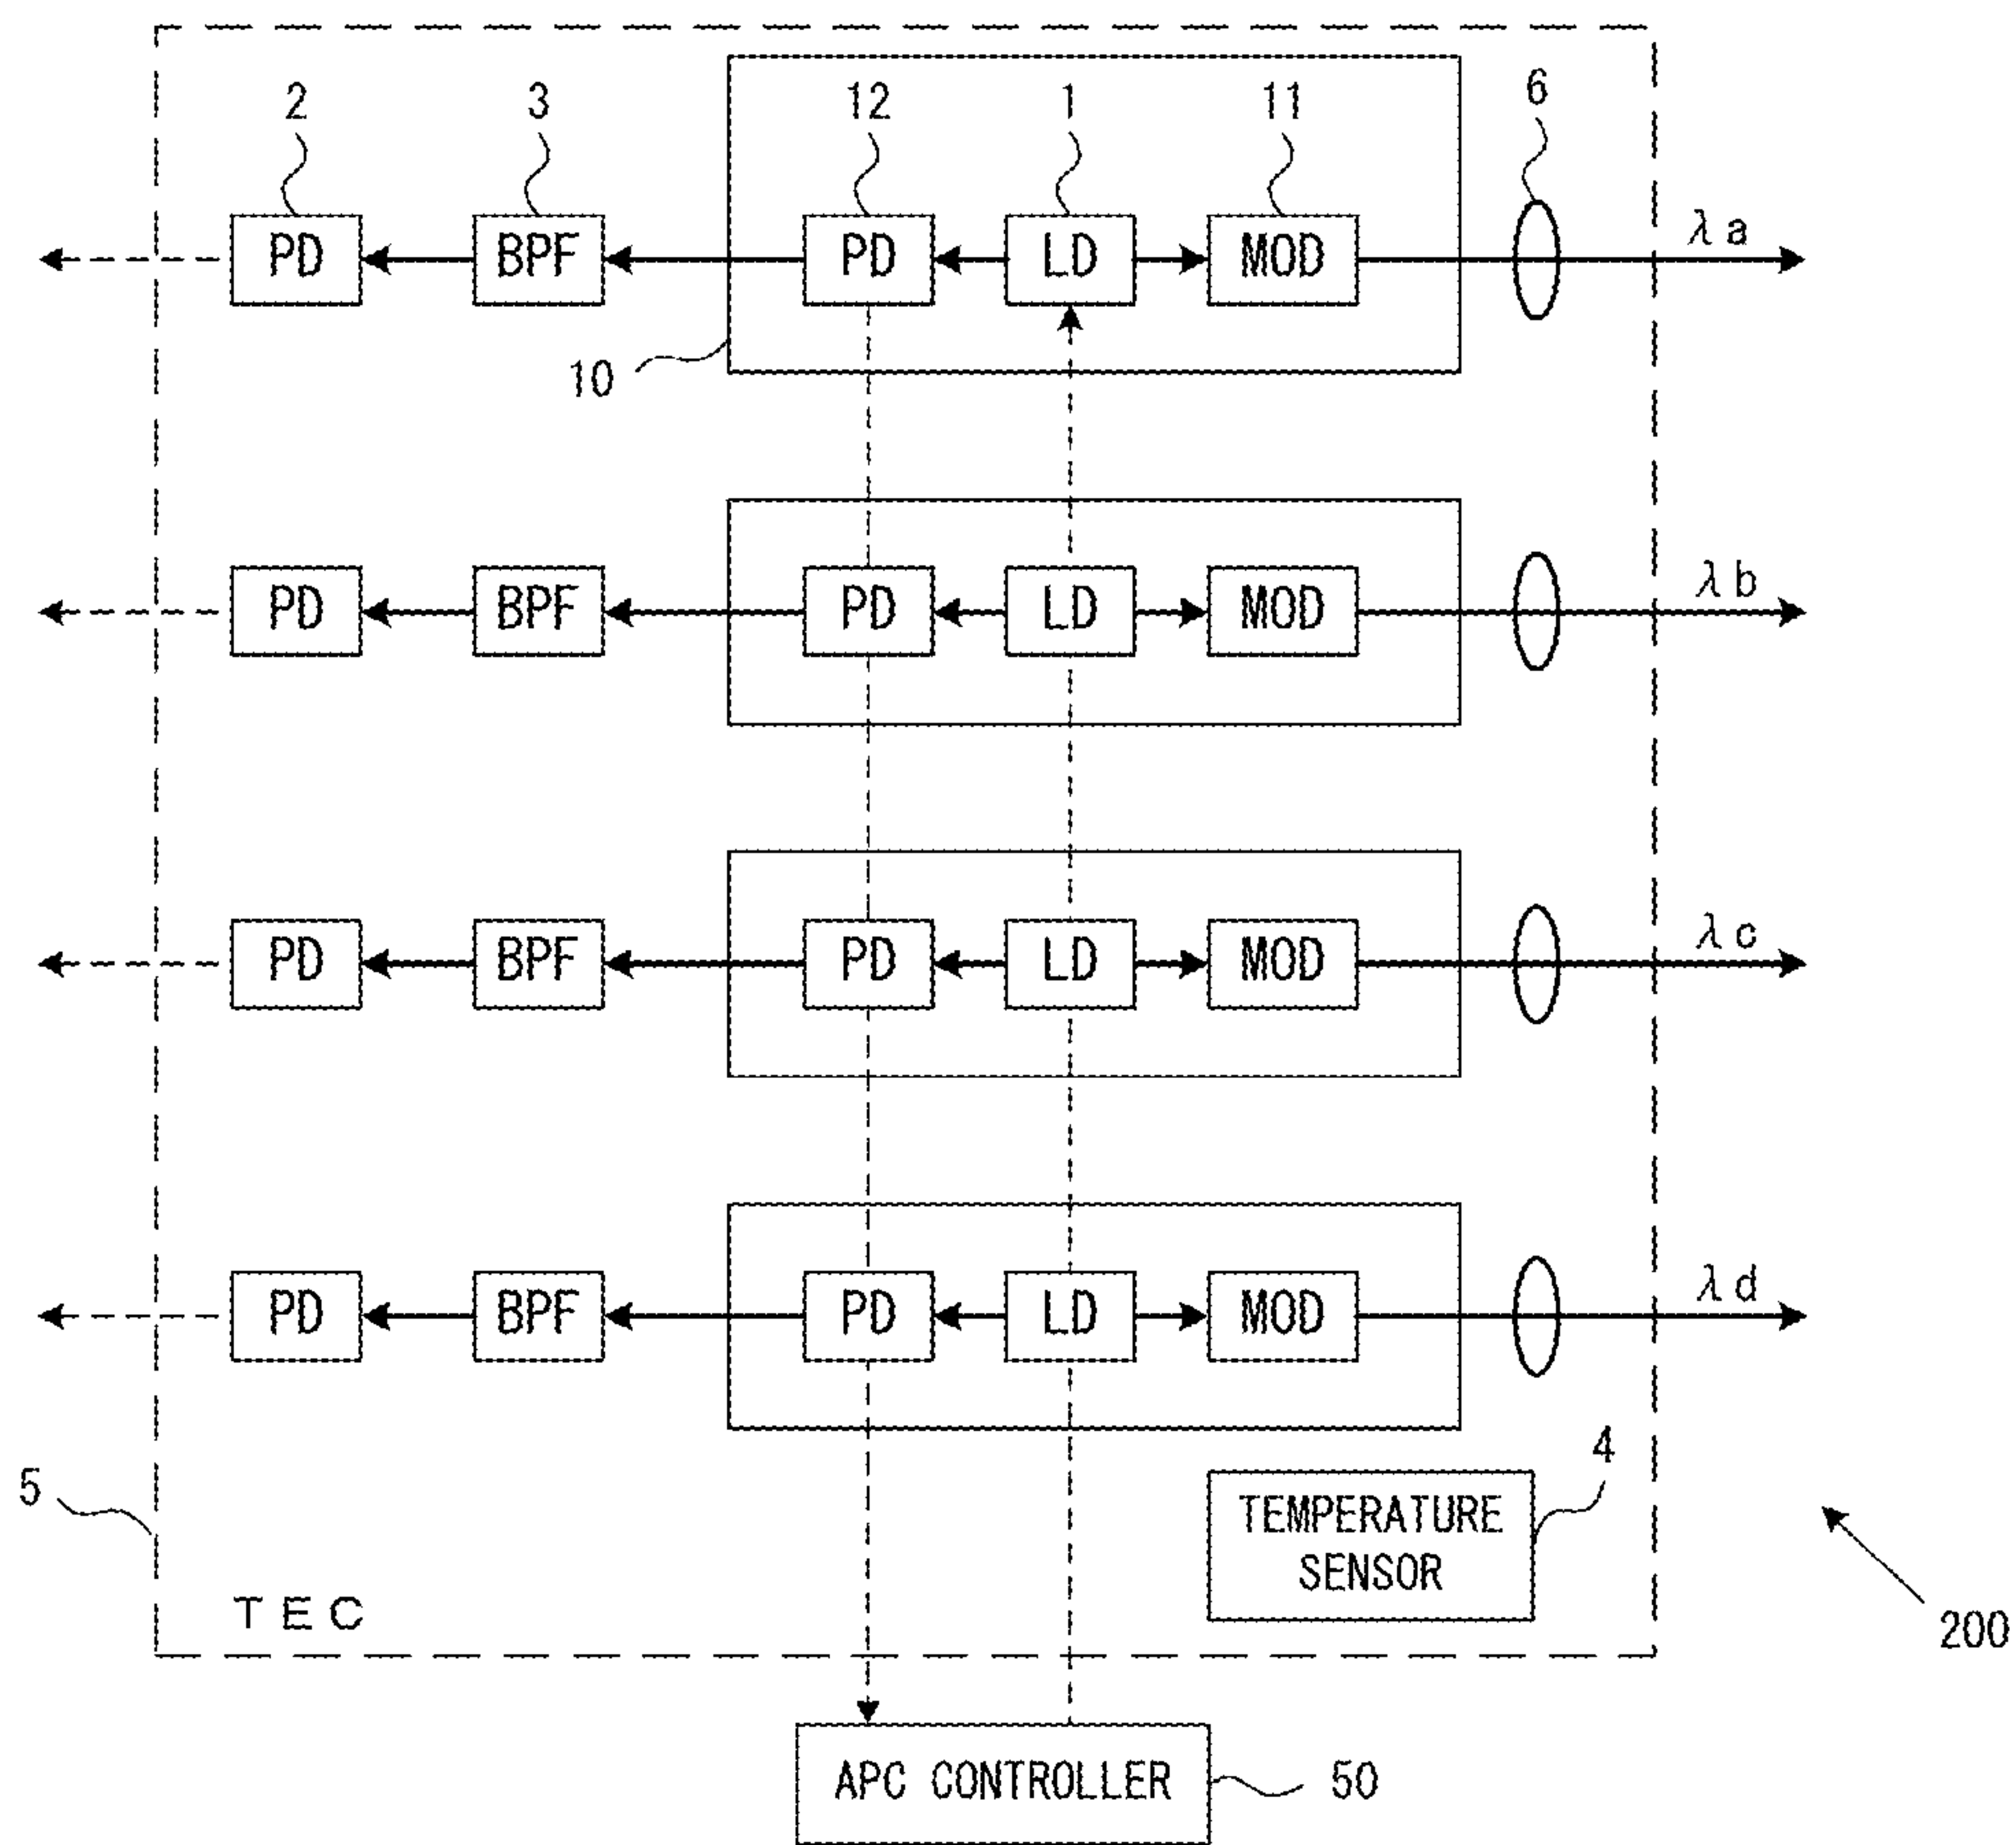 2 3 12 1 11 6
PD BPF PD LD MOD λa
10
PD BPF PD LD MOD λb
PD BPF PD LD MOD λc
PD BPF PD LD MOD λd
5
4
TEMPERATURE
SENSOR
TEC
200
APC CONTROLLER 50